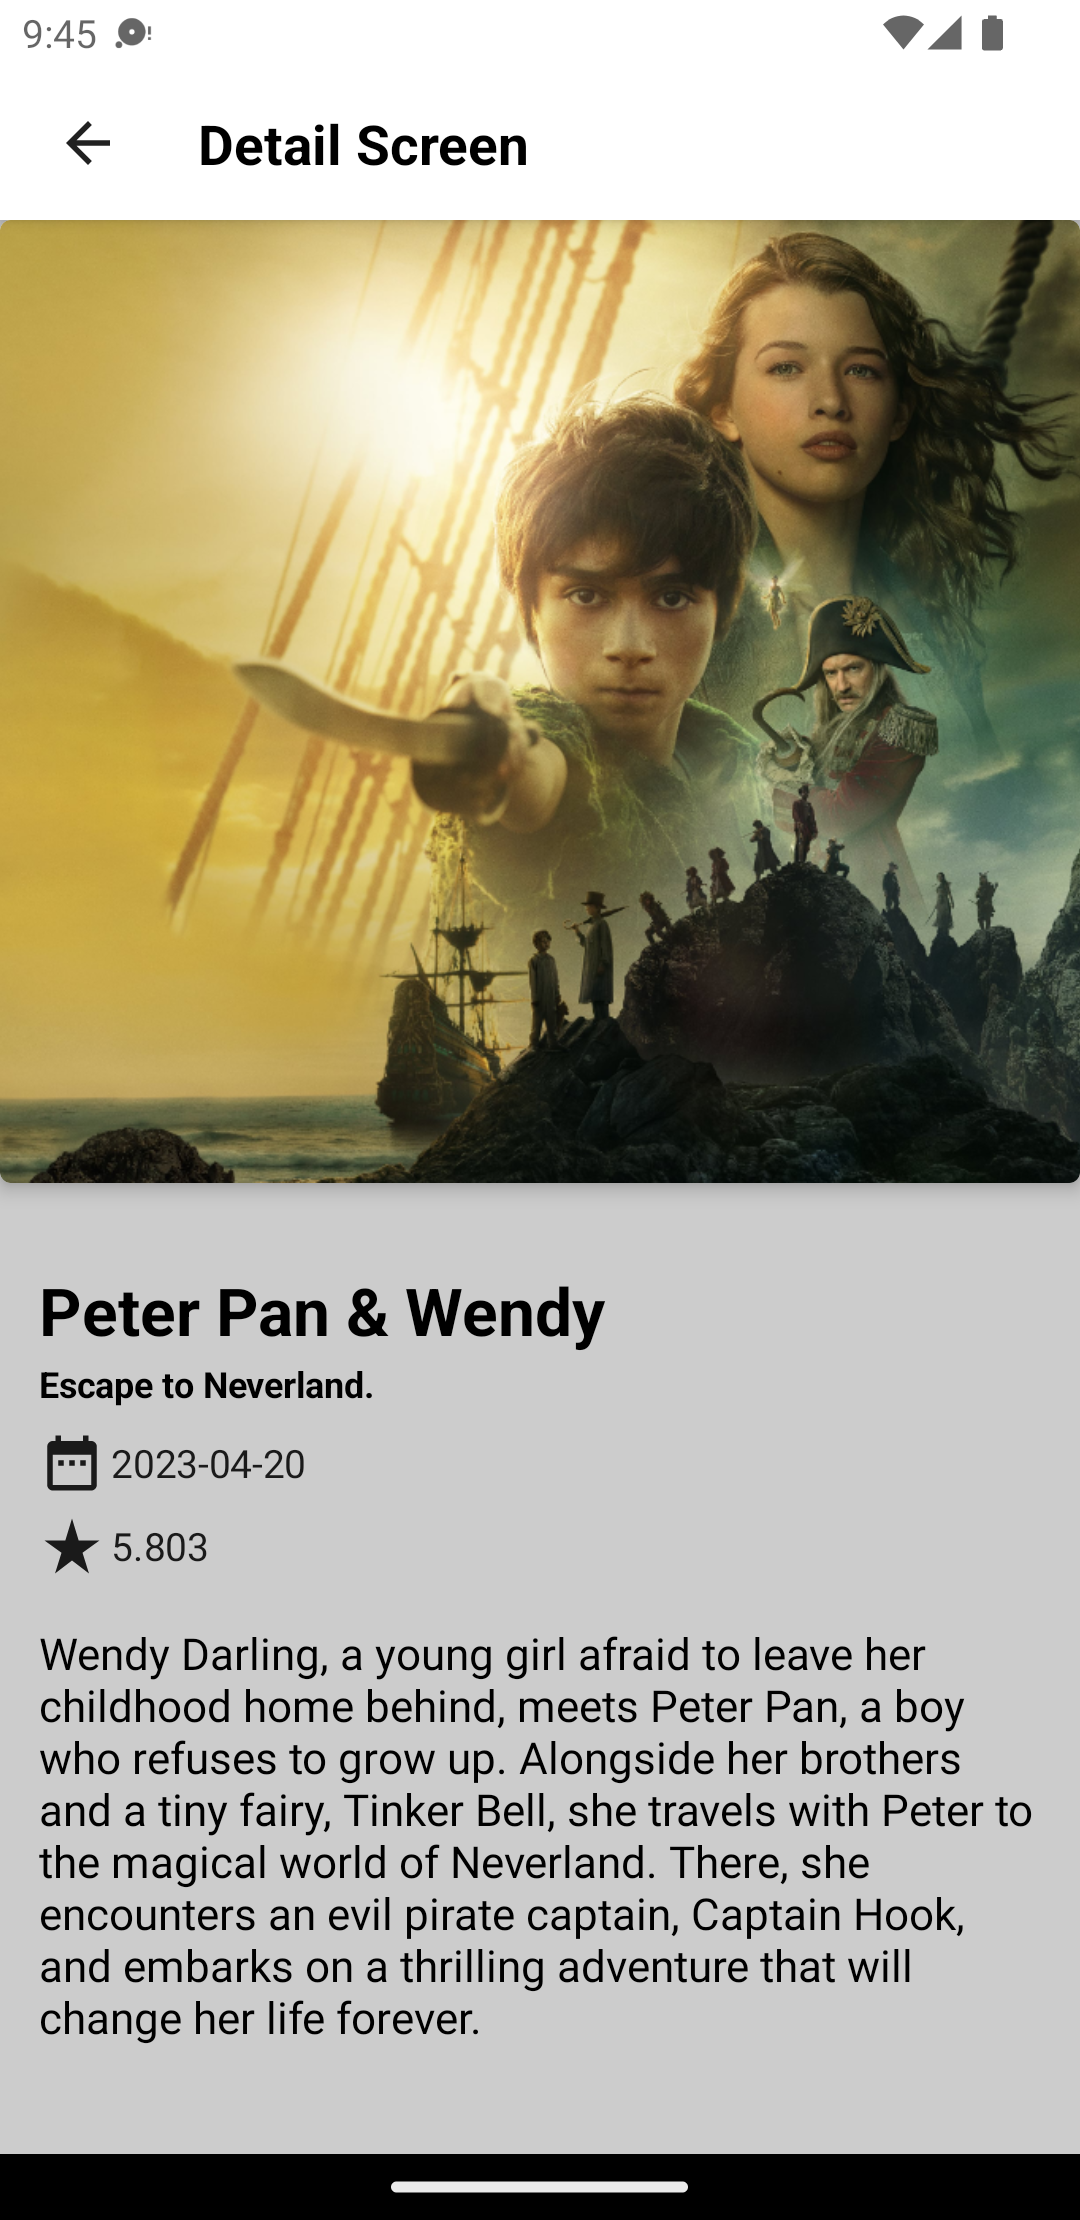 9:45
Detail Screen
Peter Pan & Wendy
Escape to Neverland.
2023-04-20
5.803
Wendy Darling, a young girl afraid to leave her
childhood home behind, meets Peter Pan, a boy
who refuses to grow up. Alongside her brothers
and a tiny fairy, Tinker Bell, she travels with Peter to
the magical world of Neverland. There, she
encounters an evil pirate captain, Captain Hook,
and embarks on a thrilling adventure that will
change her life forever.